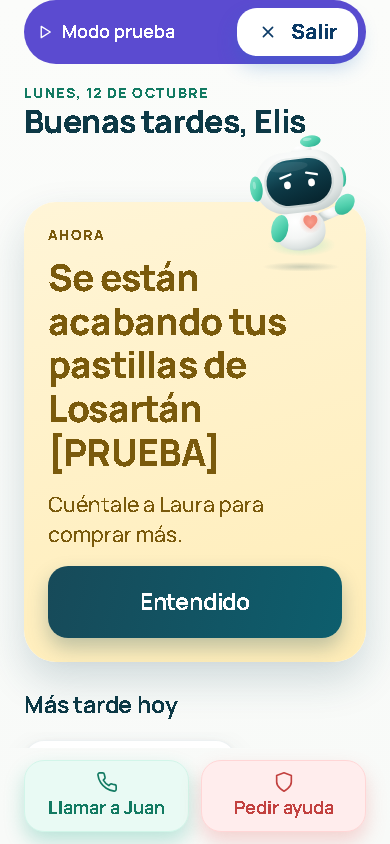 Modo prueba
Salir
LUNES, 12 DE OCTUBRE
Buenas tardes, Elis
AHORA
Se están
acabando tus
pastillas de
Losartán
[PRUEBA]
Cuéntale a Laura para
comprar más.
Entendido
Más tarde hoy
Llamar a Juan
Pedir ayuda